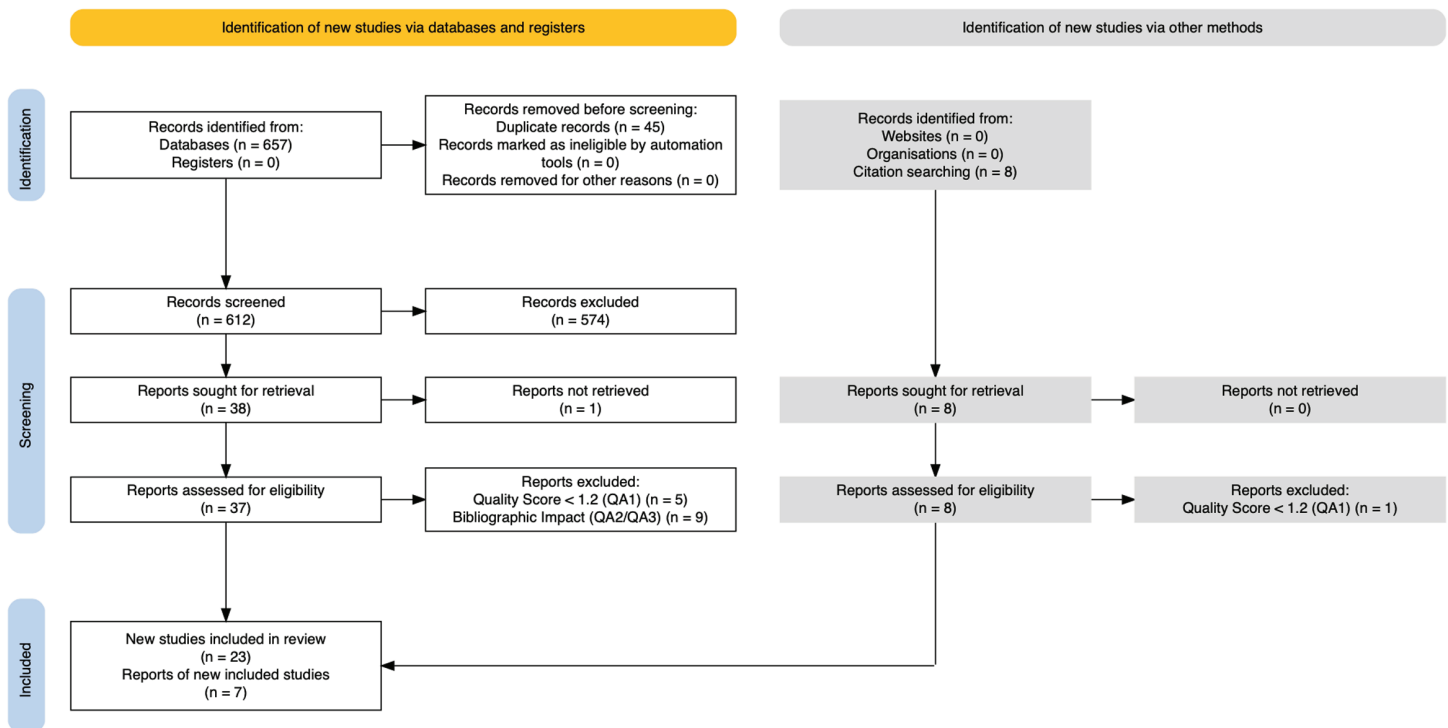 Identification of new studies via databases and registers
Identification of new studies via other methods
Identification
Records identified from:
Databases (n = 657)
Registers (n = 0)
Records removed before screening:
Duplicate records (n = 45)
Records marked as ineligible by automation
tools (n = 0)
Records removed for other reasons (n = 0)
Records identified from:
Websites (n = 0)
Organisations (n = 0)
Citation searching (n = 8)
Screening
Records screened
(n = 612)
Records excluded
(n = 574)
Reports sought for retrieval
(n = 38)
Reports not retrieved
(n = 1)
Reports sought for retrieval
(n = 8)
Reports not retrieved
(n = 0)
Reports assessed for eligibility
(n = 37)
Reports excluded:
Quality Score < 1.2 (QA1) (n = 5)
Bibliographic Impact (QA2/QA3) (n = 9)
Reports assessed for eligibility
(n = 8)
Reports excluded:
Quality Score < 1.2 (QA1) (n = 1)
Included
New studies included in review
(n = 23)
Reports of new included studies
(n = 7)